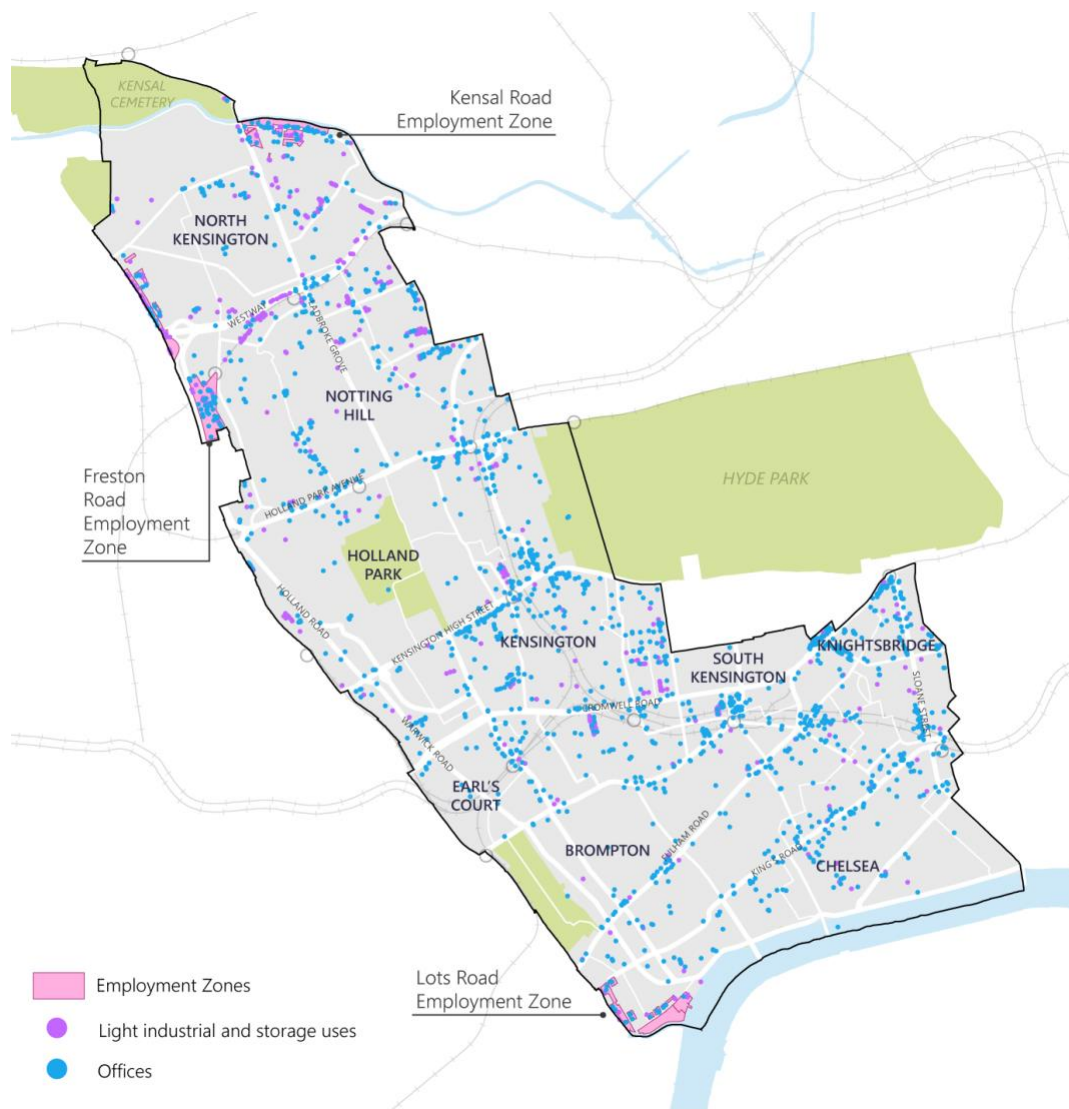 KENSAL
CEMETERY
Kensal Road
Employment Zone
NORTH
KENSINGTON
WESTWAY
LADBROKE GROVE
NOTTING
HILL
Freston
Road
Employment
Zone
HOLLAND PARK AVENUE
HYDE PARK
HOLLAND
PARK
HOLLAND ROAD
KENSINGTON HIGH STREET
KENSINGTON
SOUTH
KENSINGTON
KNIGHTSBRIDGE
SLOANE STREET
CROMWELL ROAD
WARWICK ROAD
EARL'S
COURT
BROMPTON
FULHAM ROAD
KING'S ROAD
CHELSEA
Lots Road
Employment Zone
Employment Zones
Light industrial and storage uses
Offices